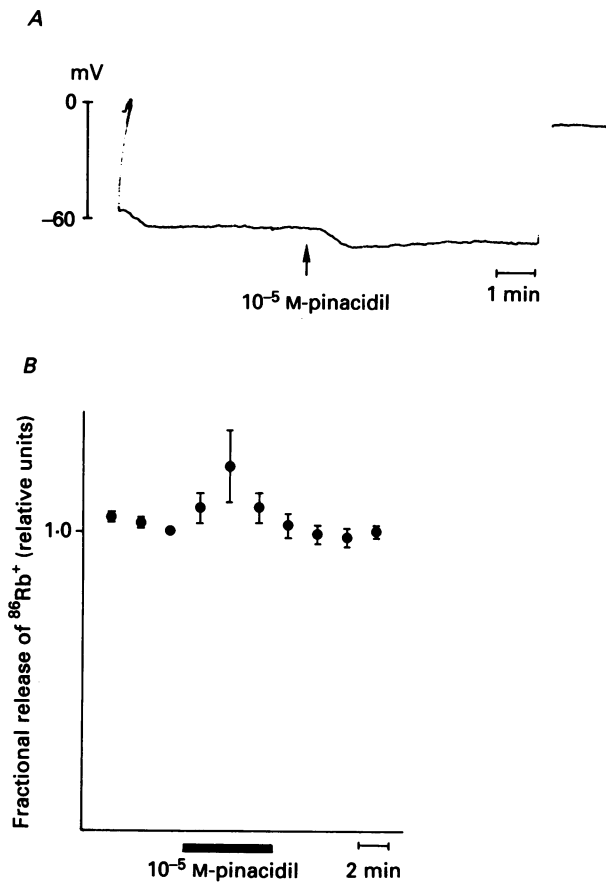 A
mV
0
–60
10⁻⁵ M-pinacidil
1 min
B
Fractional release of ⁸⁶Rb⁺ (relative units)
1·0
10⁻⁵ M-pinacidil
2 min